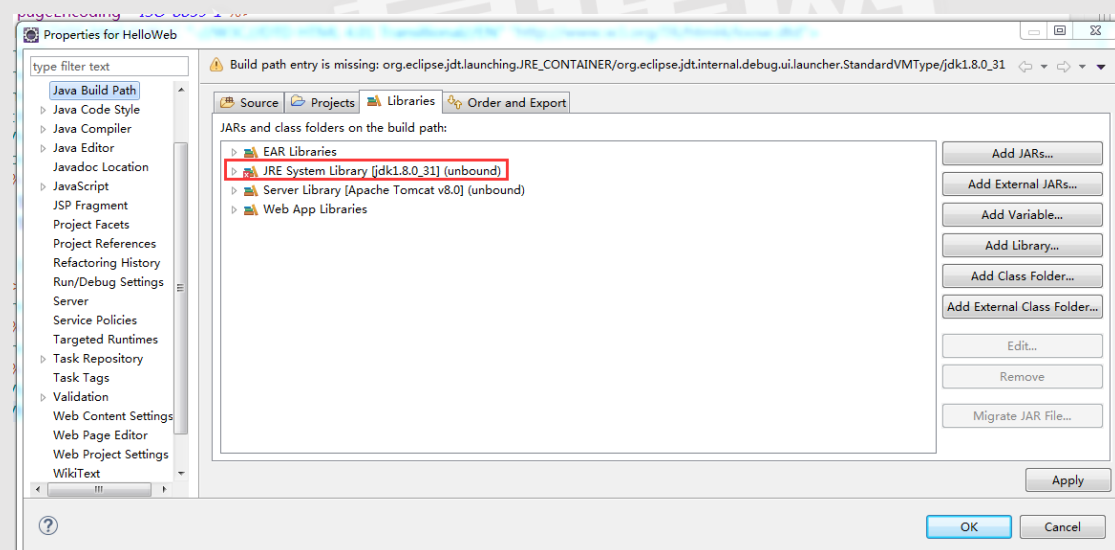 Properties for HelloWeb
type filter text
Build path entry is missing: org.eclipse.jdt.launching.JRE_CONTAINER/org.eclipse.jdt.internal.debug.ui.launcher.StandardVMType/jdk1.8.0_31
Java Build Path
Java Code Style
Java Compiler
Java Editor
Javadoc Location
JavaScript
JSP Fragment
Project Facets
Project References
Refactoring History
Run/Debug Settings
Server
Service Policies
Targeted Runtimes
Task Repository
Task Tags
Validation
Web Content Settings
Web Page Editor
Web Project Settings
WikiText
Source Projects Libraries Order and Export
JARs and class folders on the build path:
EAR Libraries
JRE System Library [jdk1.8.0_31] (unbound)
Server Library [Apache Tomcat v8.0] (unbound)
Web App Libraries
Add JARs...
Add External JARs...
Add Variable...
Add Library...
Add Class Folder...
Add External Class Folder...
Edit...
Remove
Migrate JAR File...
Apply
OK Cancel